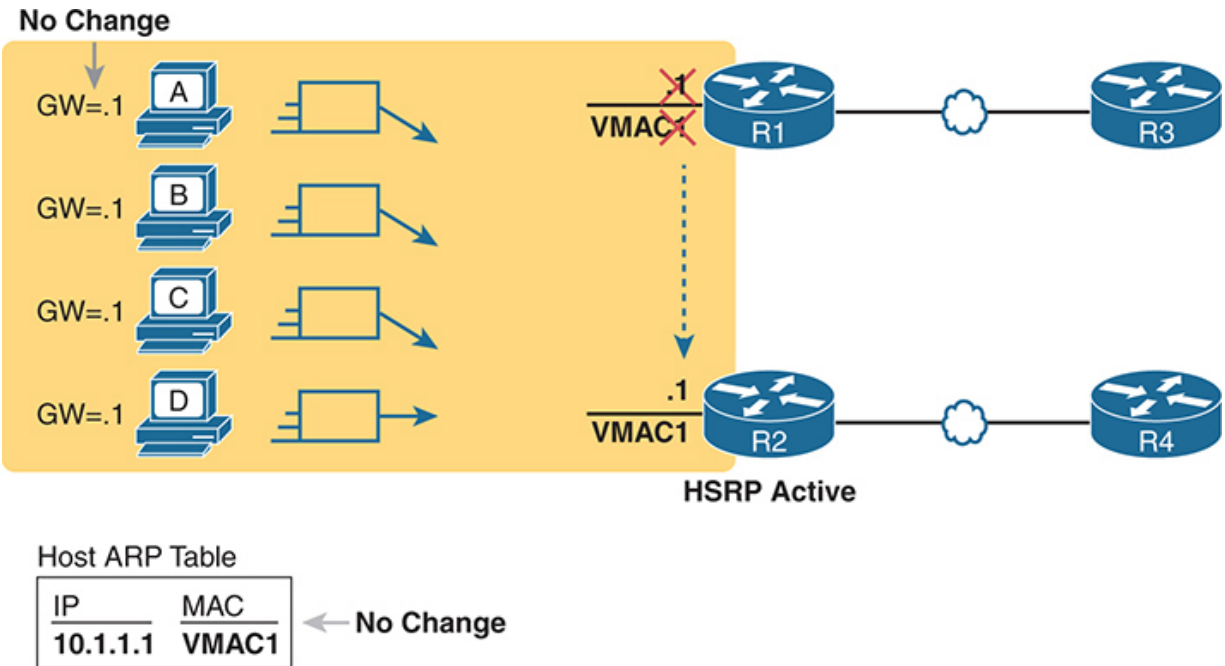 No Change
GW=.1 A .1
VMAC1 R1 R3
GW=.1 B
GW=.1 C
GW=.1 D .1
VMAC1 R2 R4
HSRP Active
Host ARP Table
IP MAC
10.1.1.1 VMAC1
No Change